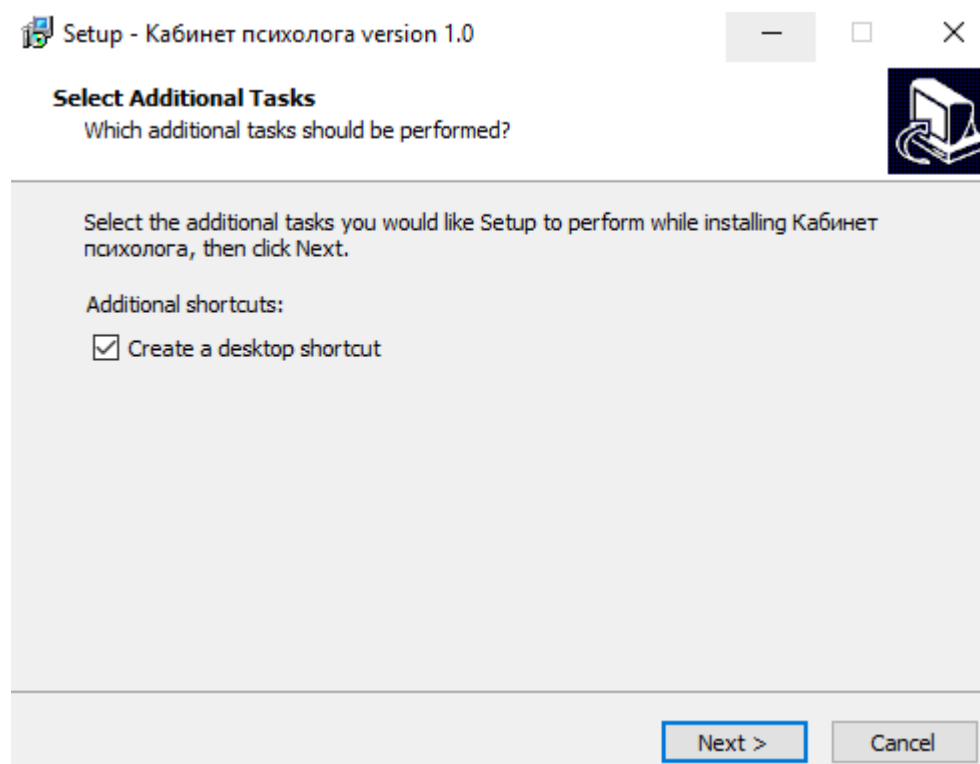 Setup - Кабинет психолога version 1.0
Select Additional Tasks
Which additional tasks should be performed?
Select the additional tasks you would like Setup to perform while installing Кабинет
психолога, then click Next.
Additional shortcuts:
Create a desktop shortcut
Next >
Cancel